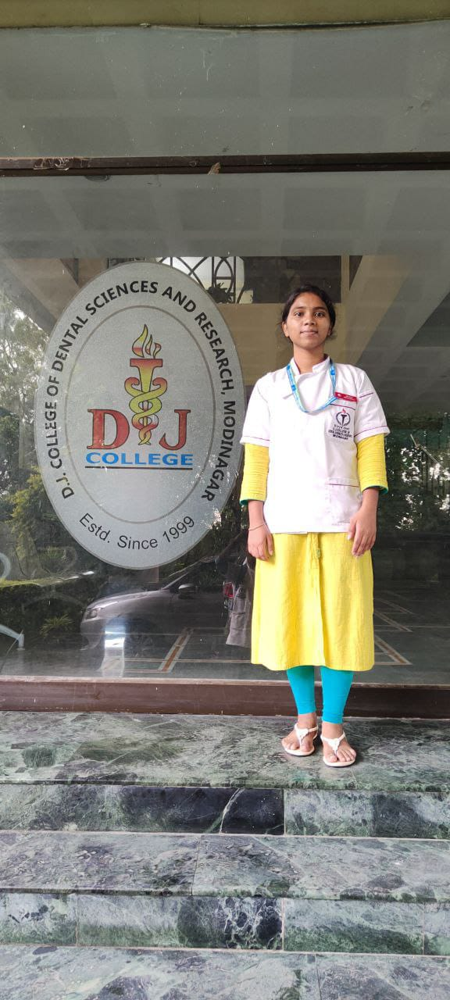 D.J. COLLEGE OF DENTAL SCIENCES AND RESEARCH, MODINAGAR
DJ
COLLEGE
Estd. Since 1999